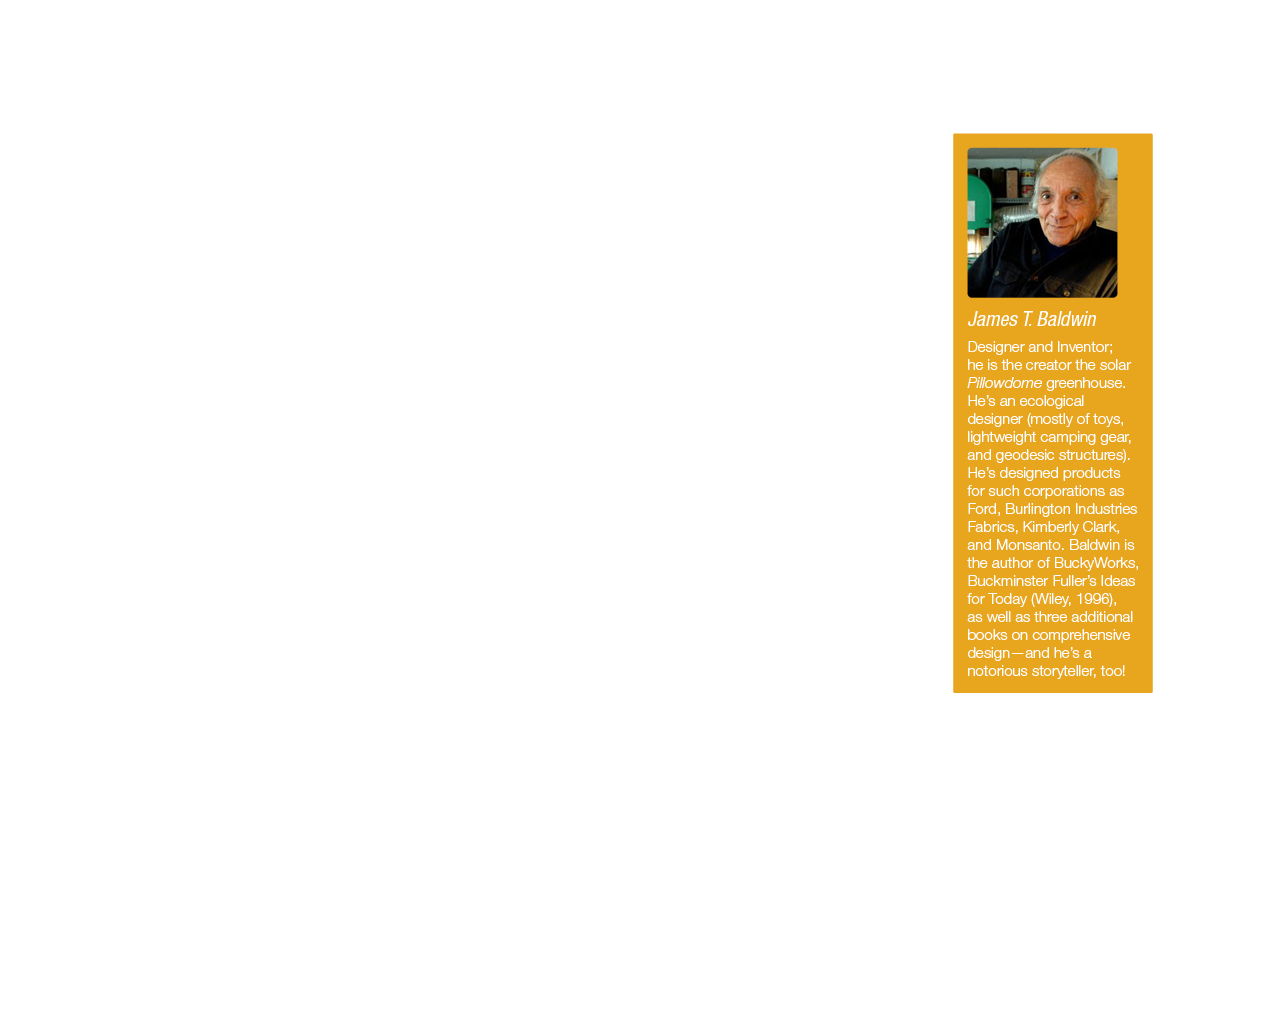 James T. Baldwin
Designer and Inventor;
he is the creator the solar
Pillowdome greenhouse.
He's an ecological
designer (mostly of toys,
lightweight camping gear,
and geodesic structures).
He's designed products
for such corporations as
Ford, Burlington Industries
Fabrics, Kimberly Clark,
and Monsanto. Baldwin is
the author of BuckyWorks,
Buckminster Fuller's Ideas
for Today (Wiley, 1996),
as well as three additional
books on comprehensive
design—and he's a
notorious storyteller, too!